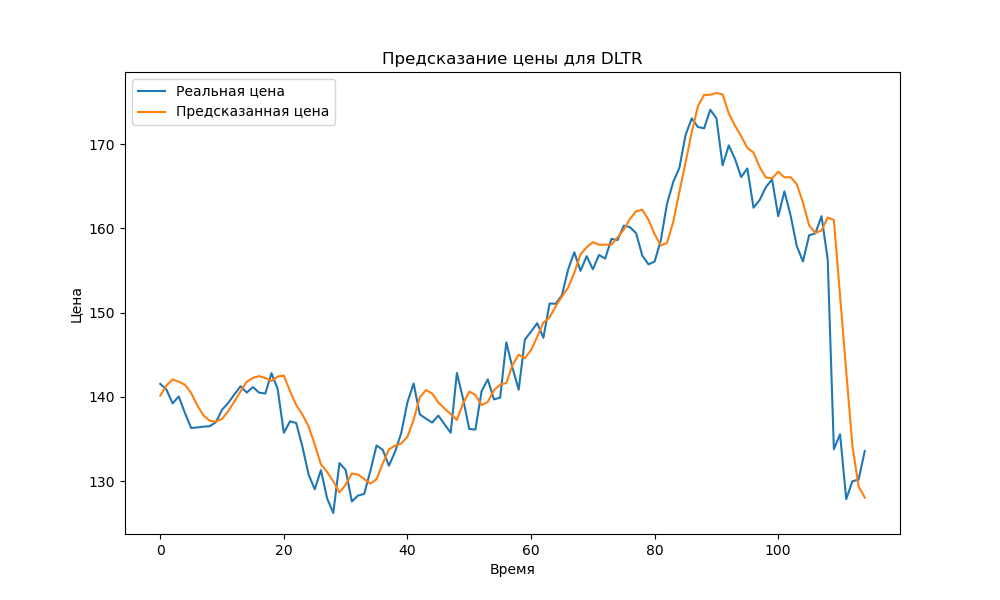 Предсказание цены для DLTR
Реальная цена
Предсказанная цена
Цена
170
160
150
140
130
0 20 40 60 80 100
Время